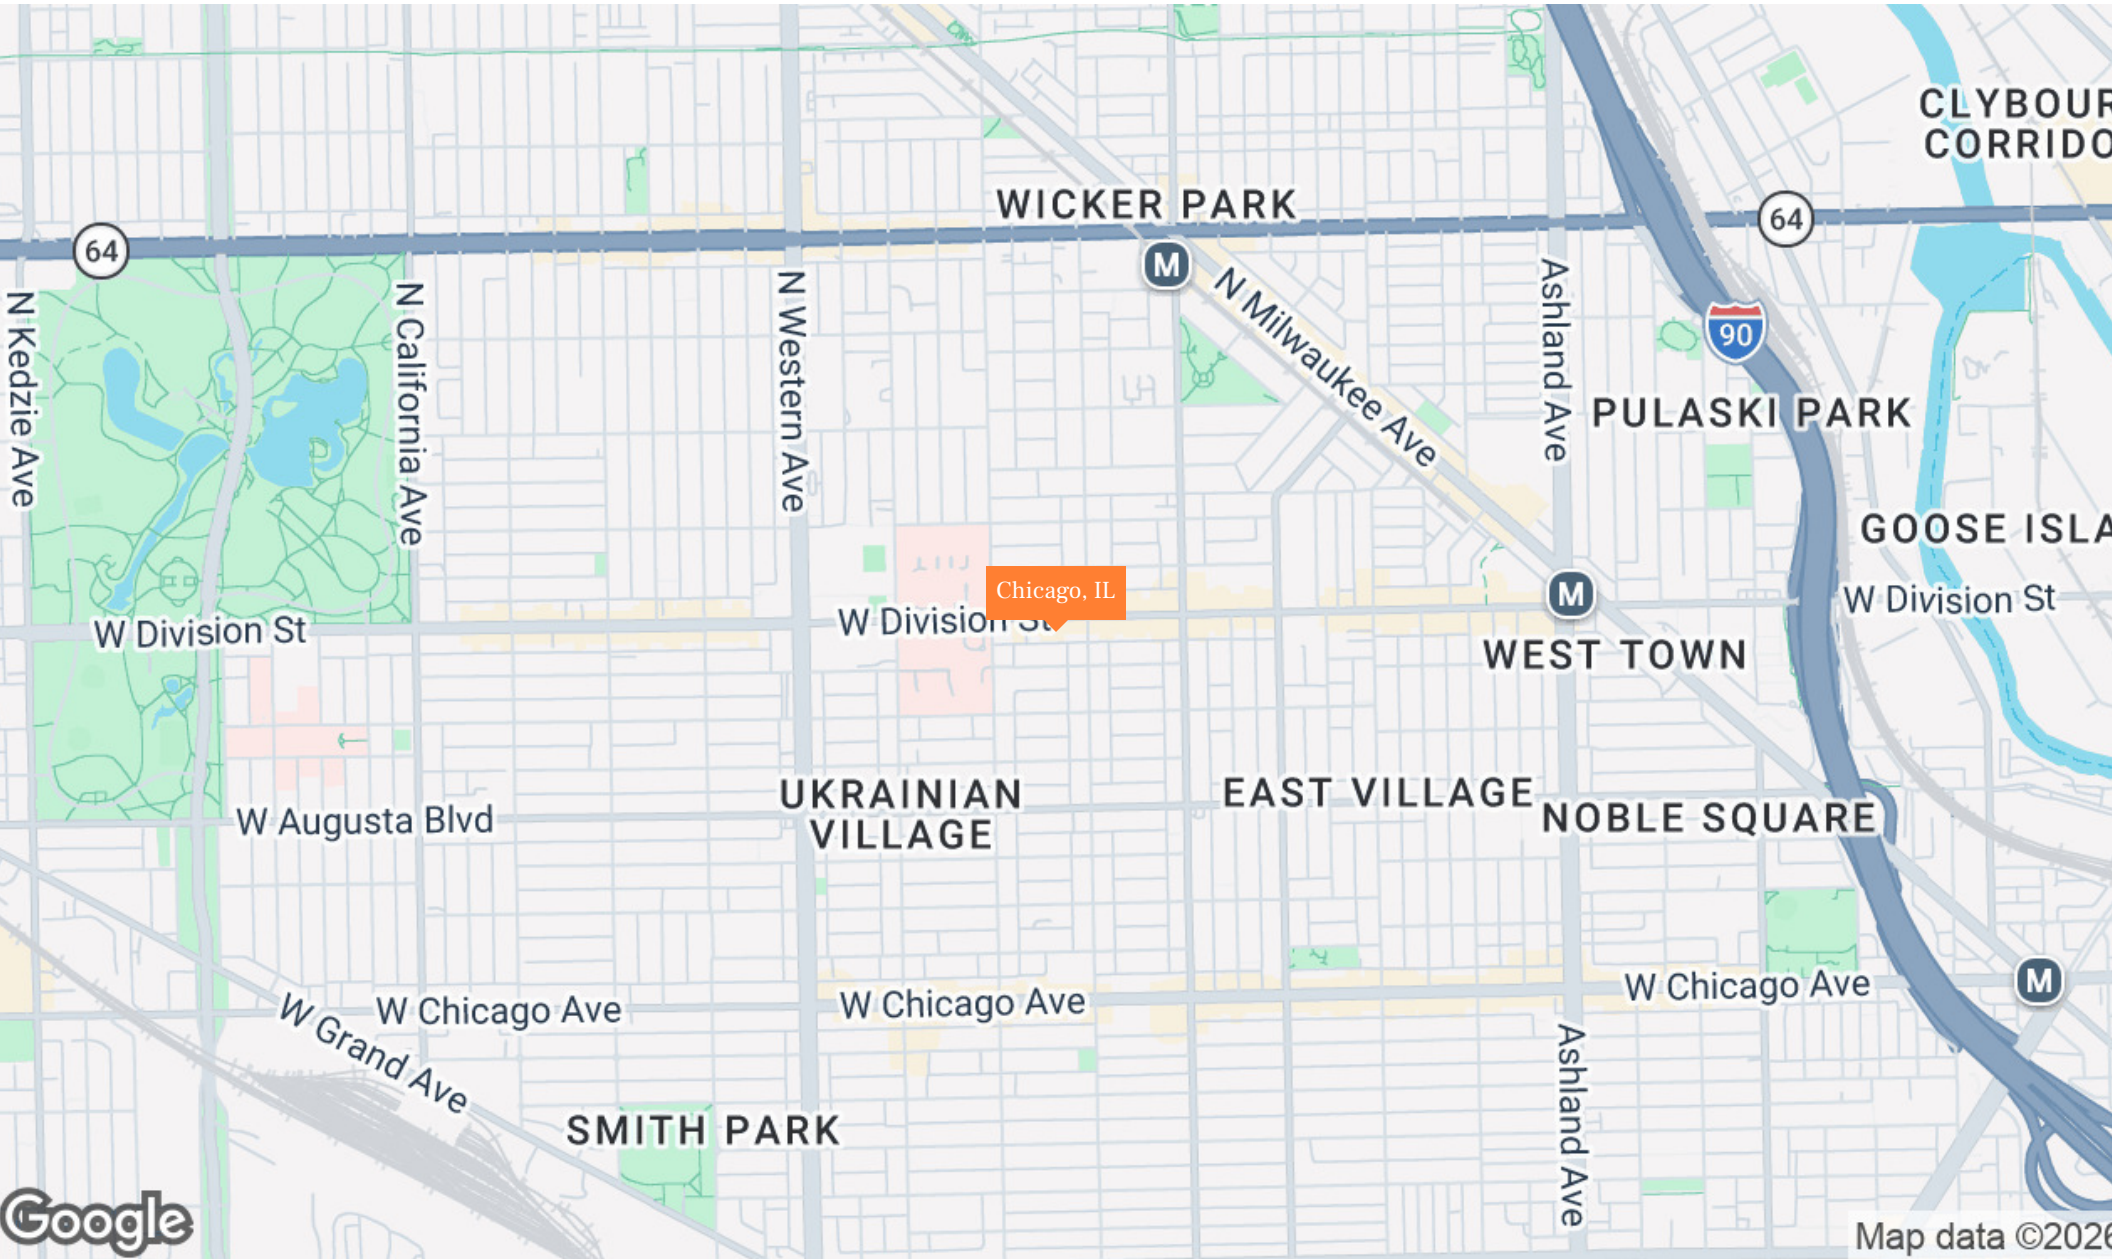 CLYBOUR
CORRIDO
WICKER PARK
64
64
M
N Kedzie Ave
N California Ave
N Western Ave
N Milwaukee Ave
Ashland Ave
90
PULASKI PARK
GOOSE ISLA
Chicago, IL
M
W Division St
W Division St
W Division St
WEST TOWN
UKRAINIAN
VILLAGE
EAST VILLAGE
NOBLE SQUARE
W Augusta Blvd
W Chicago Ave
W Chicago Ave
W Chicago Ave
M
W Grand Ave
Ashland Ave
SMITH PARK
Google
Map data ©2026